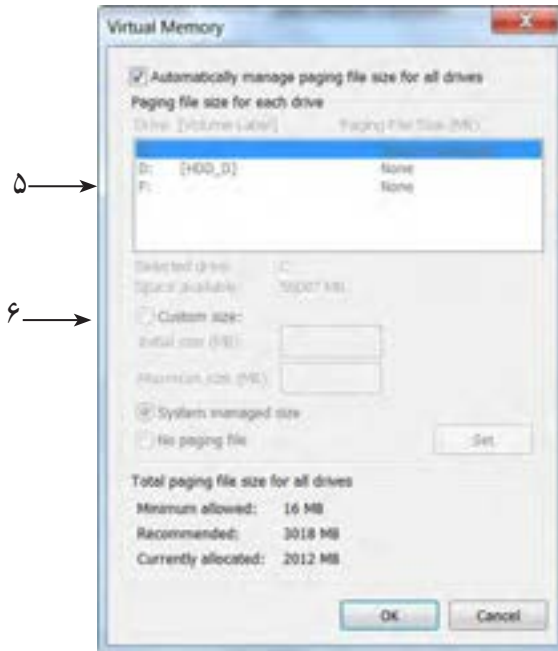 Virtual Memory
Automatically manage paging file size for all drives
Paging file size for each drive
Drive [Volume Label] Paging File Size (MB)
۵
D: [HDD_D] None
F: None
Selected drive: C:
Space available: MB
۶
Custom size:
Initial size (MB):
Maximum size (MB):
System managed size
No paging file
Set
Total paging file size for all drives
Minimum allowed: 16 MB
Recommended: 3018 MB
Currently allocated: 2012 MB
OK Cancel